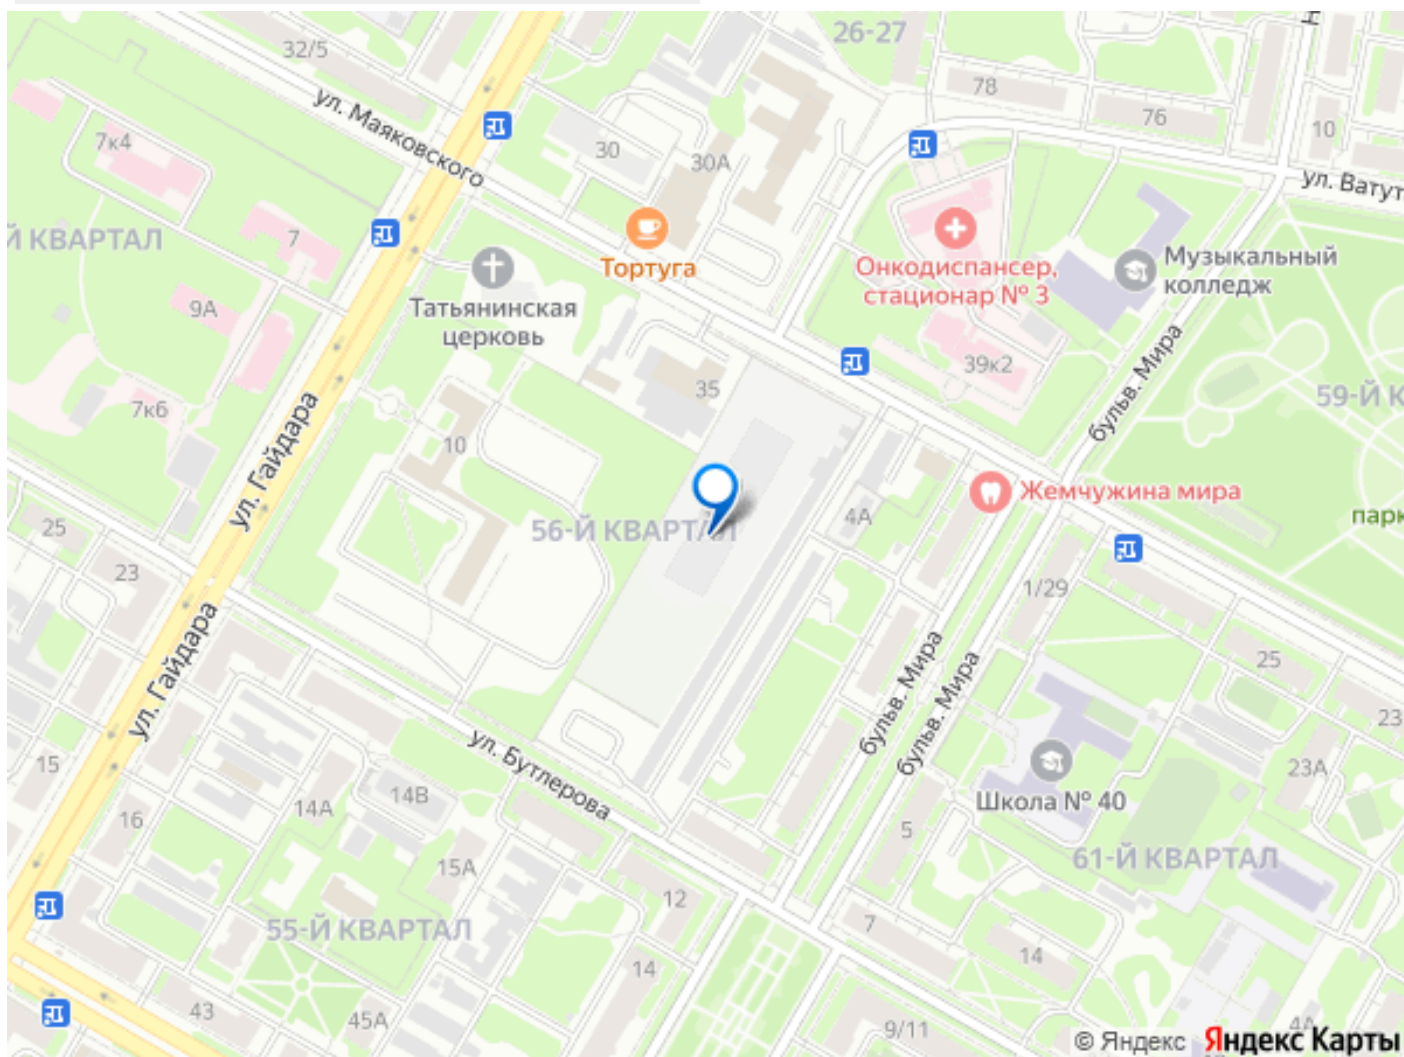 26-27
32/5
78
76
10
ул. Маяковского
7к4
30
30А
ул. Ватут
Й КВАРТАЛ
7
Тортуга
Онкодиспансер,
стационар № 3
Музыкальный
колледж
9А
Татьянинская
церковь
39к2
бульв. Мира
35
59-Й К
7к6
10
ул. Гайдара
Жемчужина мира
56-Й КВАРТАЛ
4А
парк
25
23
1/29
ул. Гайдара
бульв. Мира
бульв. Мира
25
23
15
ул. Бутлерова
23А
14А
14В
Школа № 40
16
5
15А
61-Й КВАРТАЛ
12
55-Й КВАРТАЛ
7
14
14
43
45А
9/11
4А
© Яндекс Яндекс Карты